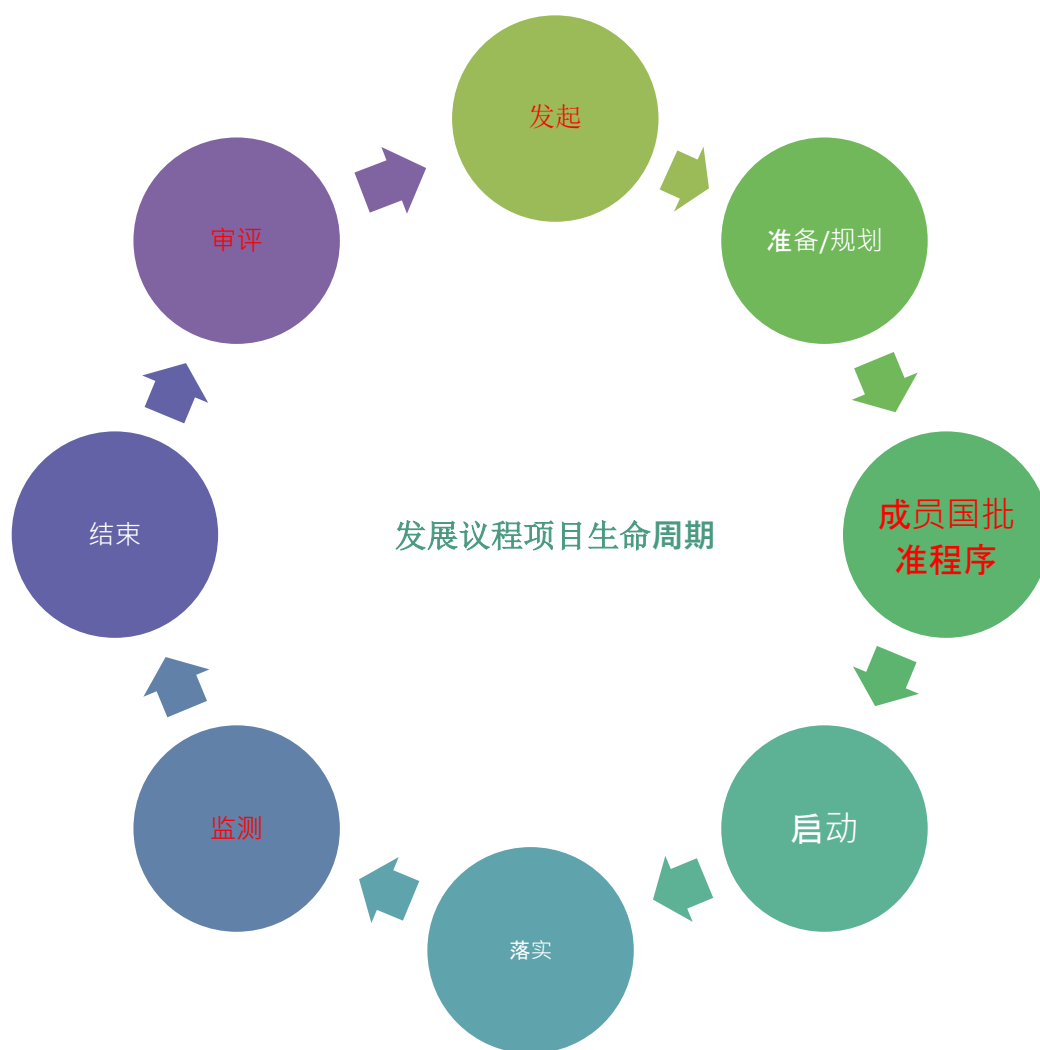 发起
准备/规划
成员国批
准程序
启动
落实
监测
结束
审评
发展议程项目生命周期